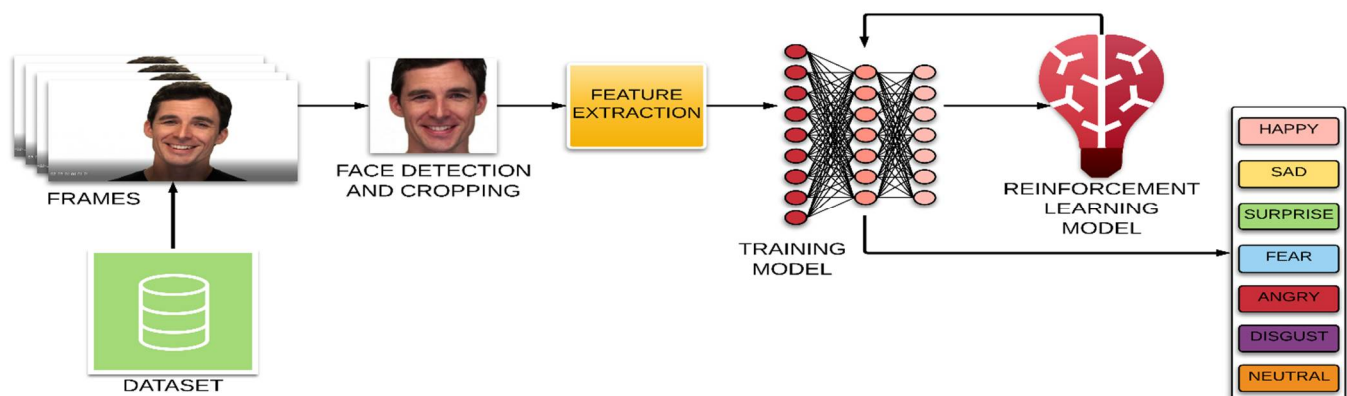 FRAMES
DATASET
FACE DETECTION
AND CROPPING
FEATURE
EXTRACTION
TRAINING
MODEL
REINFORCEMENT
LEARNING
MODEL
HAPPY
SAD
SURPRISE
FEAR
ANGRY
DISGUST
NEUTRAL